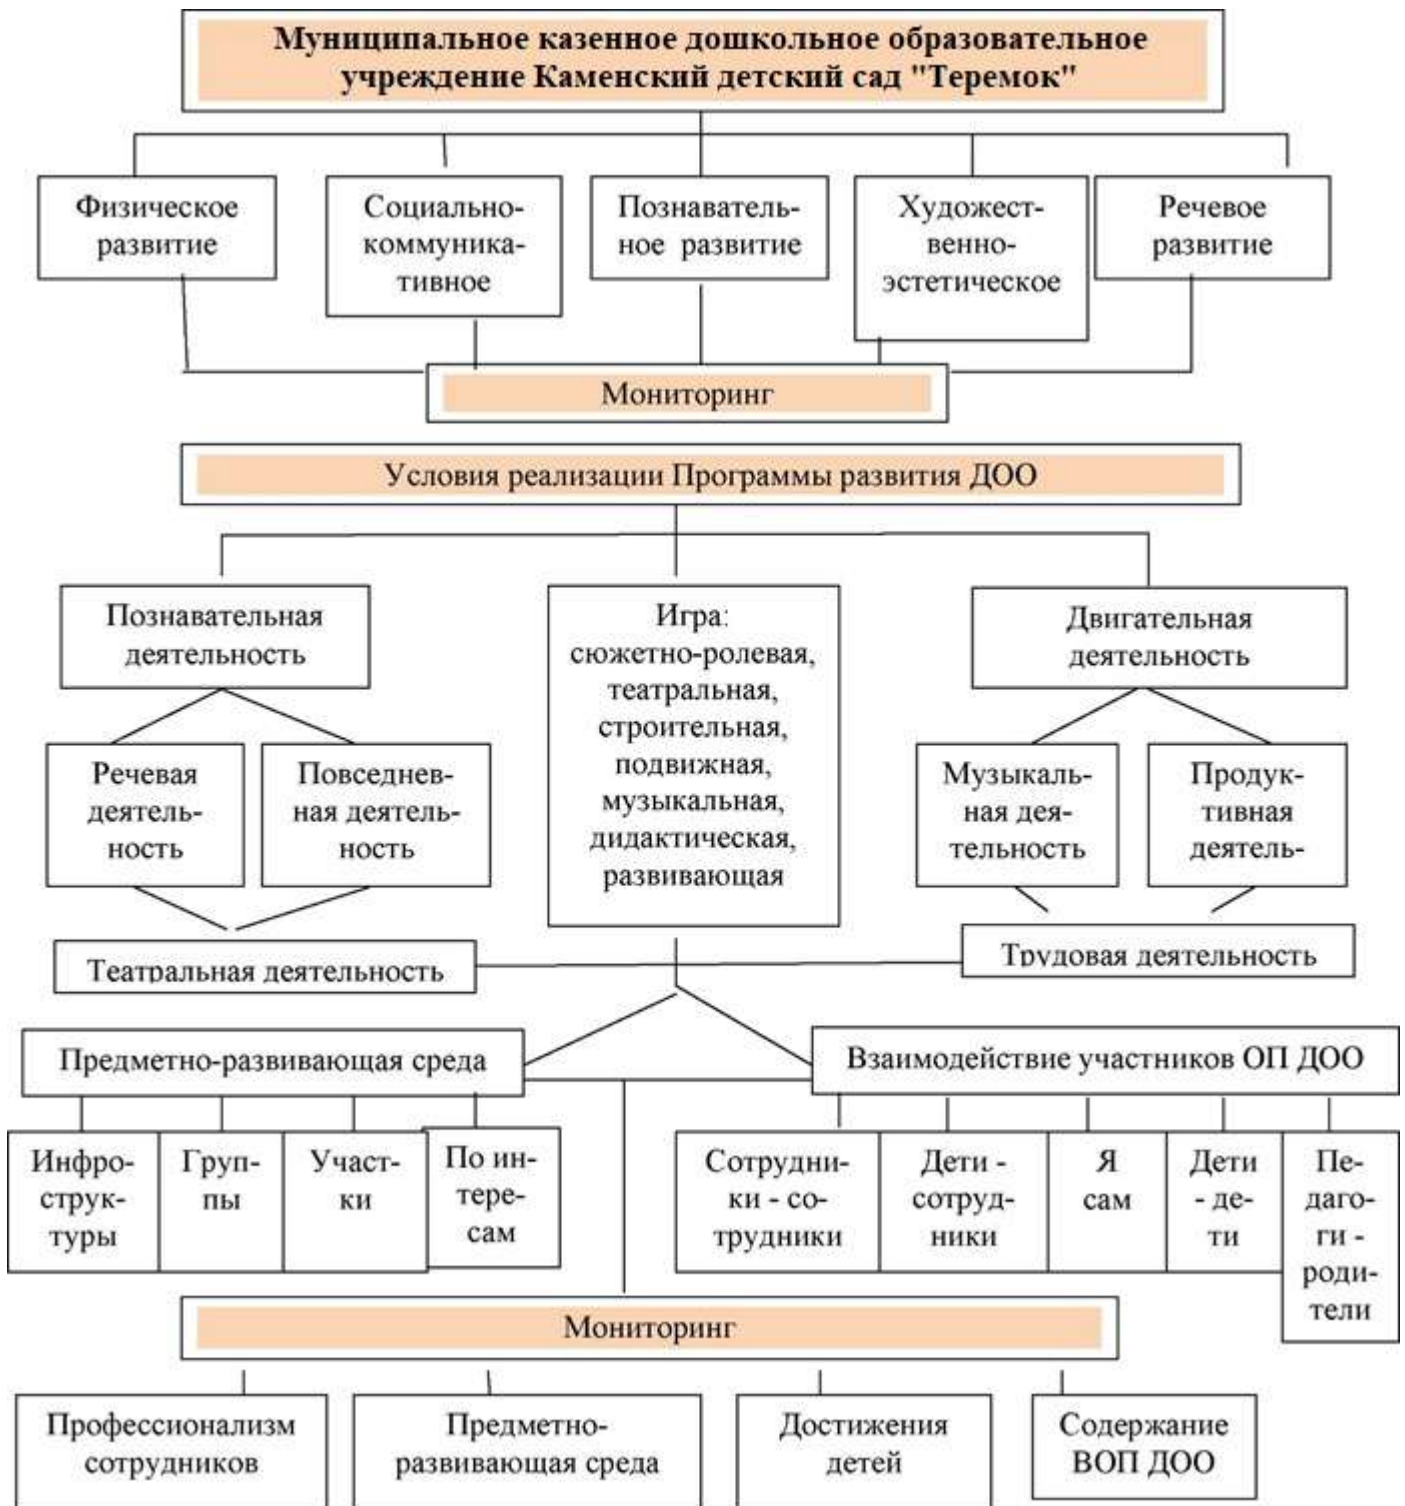 Муниципальное казенное дошкольное образовательное
учреждение Каменский детский сад "Теремок"
Физическое
развитие
Социально-
коммуника-
тивное
Познаватель-
ное развитие
Художест-
венно-
эстетическое
Речевое
развитие
Мониторинг
Условия реализации Программы развития ДОО
Познавательная
деятельность
Игра:
сюжетно-ролевая,
театральная,
строительная,
подвижная,
музыкальная,
дидактическая,
развивающая
Двигательная
деятельность
Речевая
деятель-
ность
Повседнев-
ная деятель-
ность
Музыкаль-
ная дея-
тельность
Продук-
тивная
деятель-
Театральная деятельность
Трудовая деятельность
Предметно-развивающая среда
Взаимодействие участников ОП ДОО
Инфро-
струк-
туры
Груп-
пы
Участ-
ки
По ин-
тере-
сам
Сотрудни-
ки - со-
трудники
Дети -
сотруд-
ники
Я
сам
Дети
- де-
ти
Пе-
даго-
ги -
роди-
тели
Мониторинг
Профессионализм
сотрудников
Предметно-
развивающая среда
Достижения
детей
Содержание
ВОП ДОО